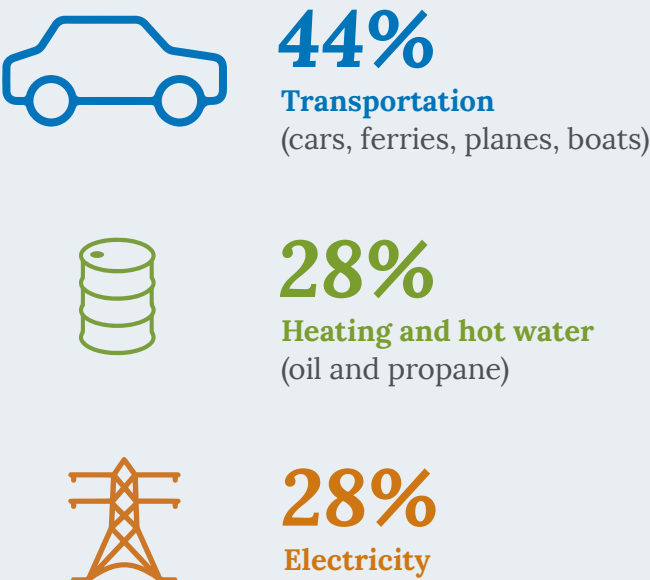 44%
Transportation
(cars, ferries, planes, boats)
28%
Heating and hot water
(oil and propane)
28%
Electricity